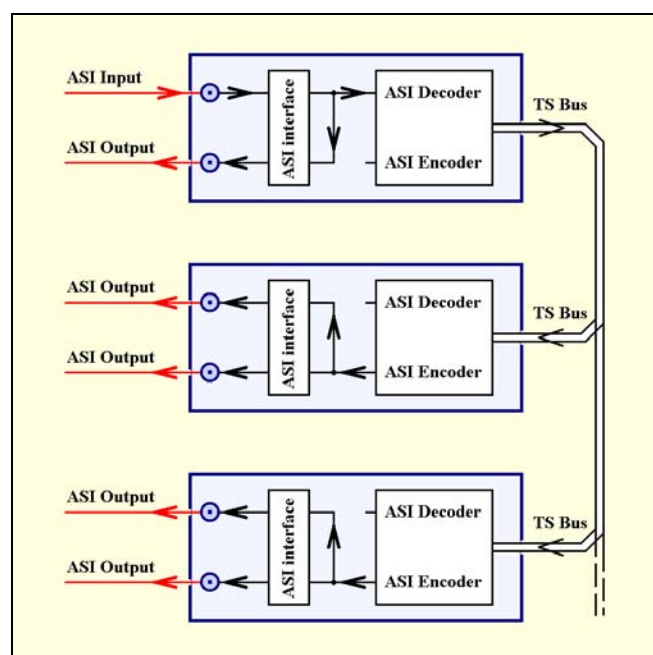 ASI Input
ASI Output
ASI interface
ASI Decoder
ASI Encoder
TS Bus
ASI Output
ASI Output
ASI interface
ASI Decoder
ASI Encoder
TS Bus
ASI Output
ASI Output
ASI interface
ASI Decoder
ASI Encoder
TS Bus